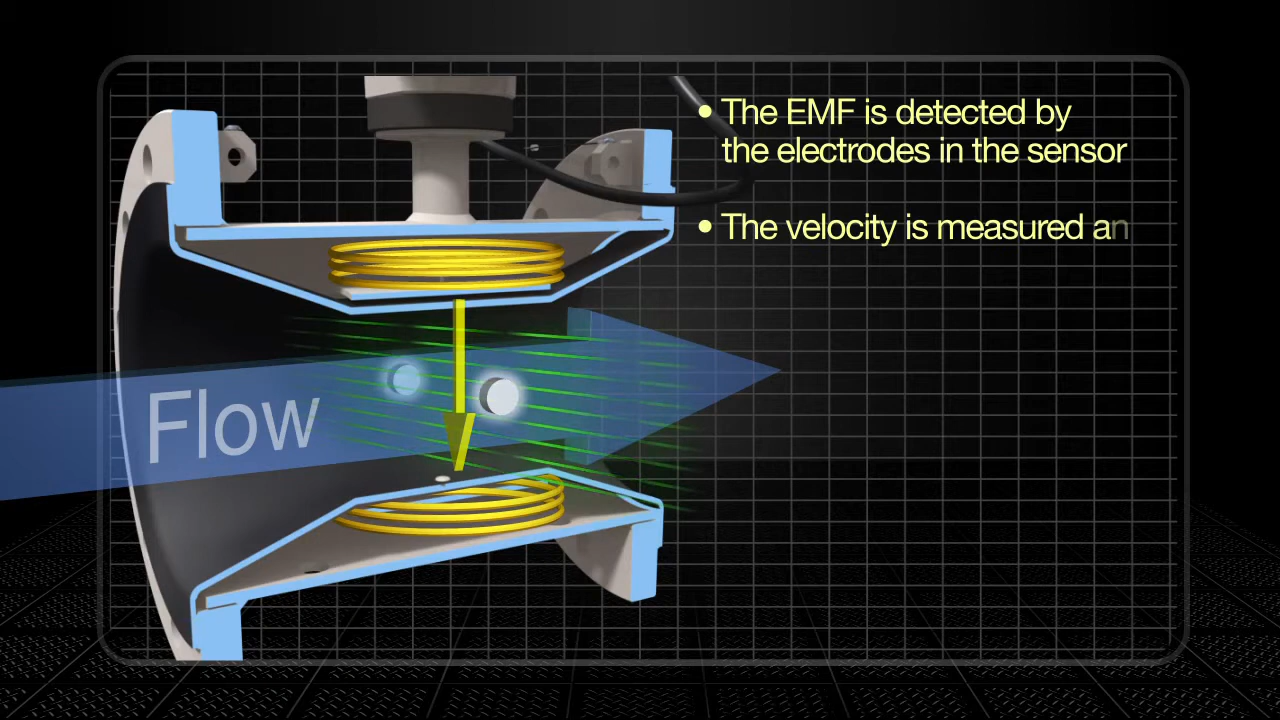 • The EMF is detected by
the electrodes in the sensor
• The velocity is measured an
Flow